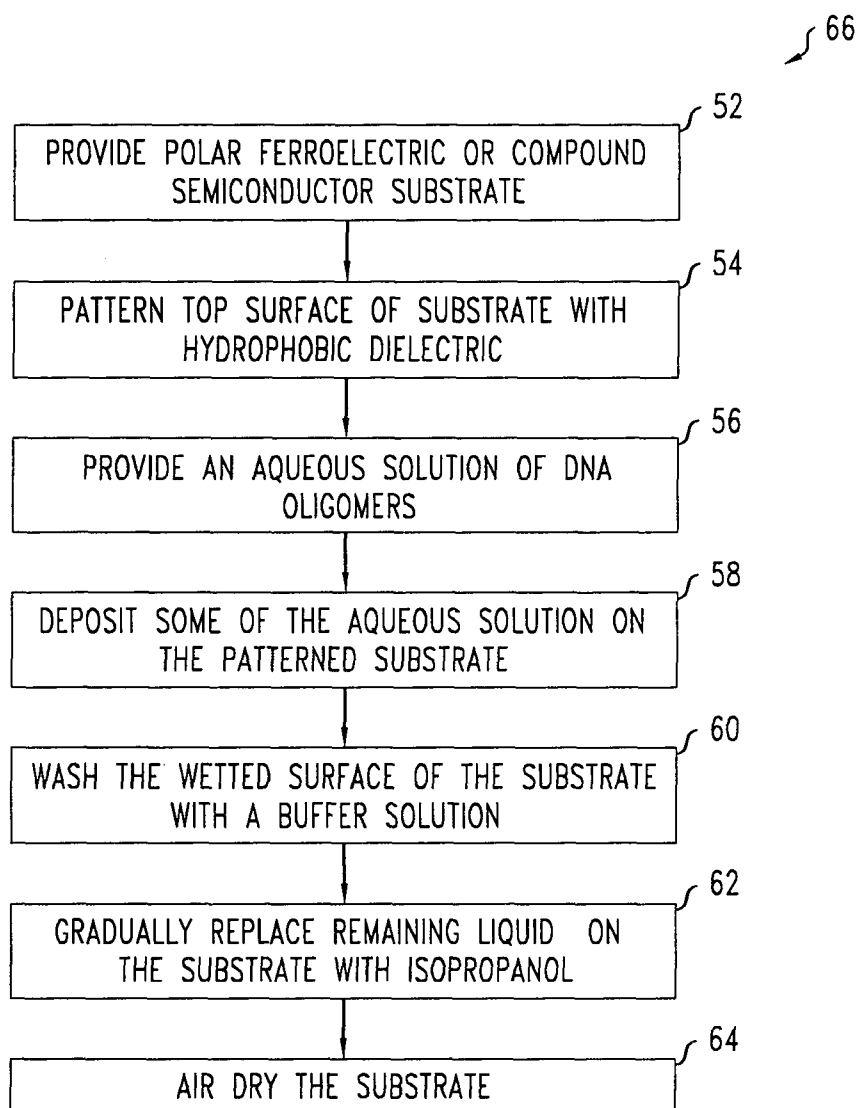 66
52
PROVIDE POLAR FERROELECTRIC OR COMPOUND
SEMICONDUCTOR SUBSTRATE
54
PATTERN TOP SURFACE OF SUBSTRATE WITH
HYDROPHOBIC DIELECTRIC
56
PROVIDE AN AQUEOUS SOLUTION OF DNA
OLIGOMERS
58
DEPOSIT SOME OF THE AQUEOUS SOLUTION ON
THE PATTERNED SUBSTRATE
60
WASH THE WETTED SURFACE OF THE SUBSTRATE
WITH A BUFFER SOLUTION
62
GRADUALLY REPLACE REMAINING LIQUID ON
THE SUBSTRATE WITH ISOPROPANOL
64
AIR DRY THE SUBSTRATE